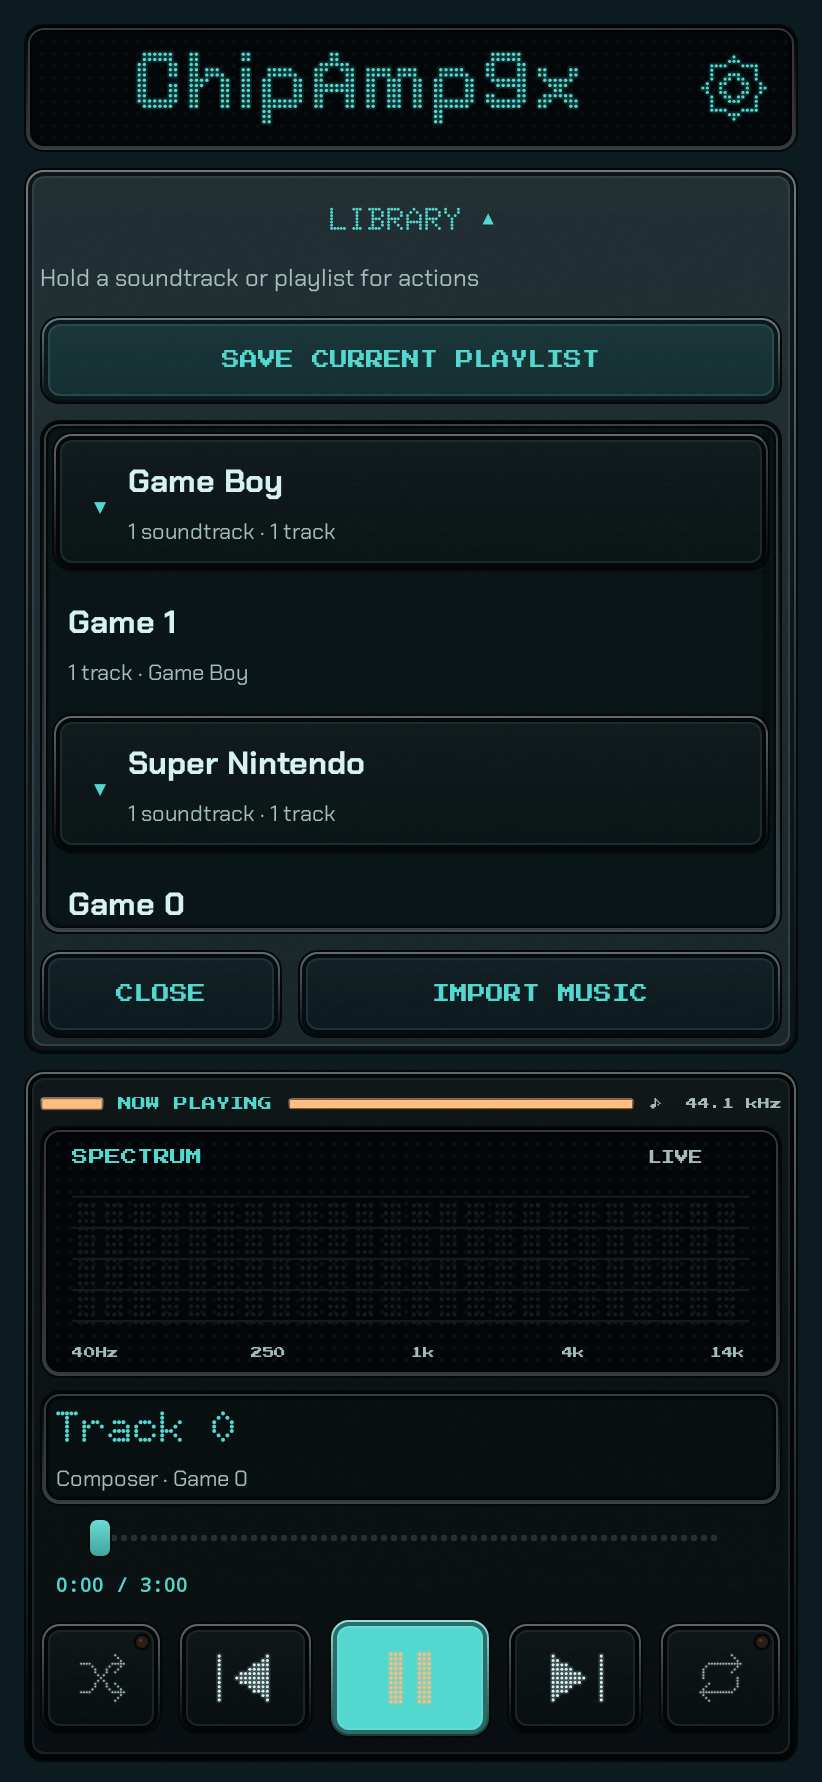 ChipAmp9x
LIBRARY ▲
Hold a soundtrack or playlist for actions
SAVE CURRENT PLAYLIST
▼ Game Boy
1 soundtrack · 1 track
Game 1
1 track · Game Boy
▼ Super Nintendo
1 soundtrack · 1 track
Game 0
CLOSE
IMPORT MUSIC
NOW PLAYING ♪ 44.1 kHz
SPECTRUM LIVE
40Hz 250 1k 4k 14k
Track 0
Composer · Game 0
0:00 / 3:00